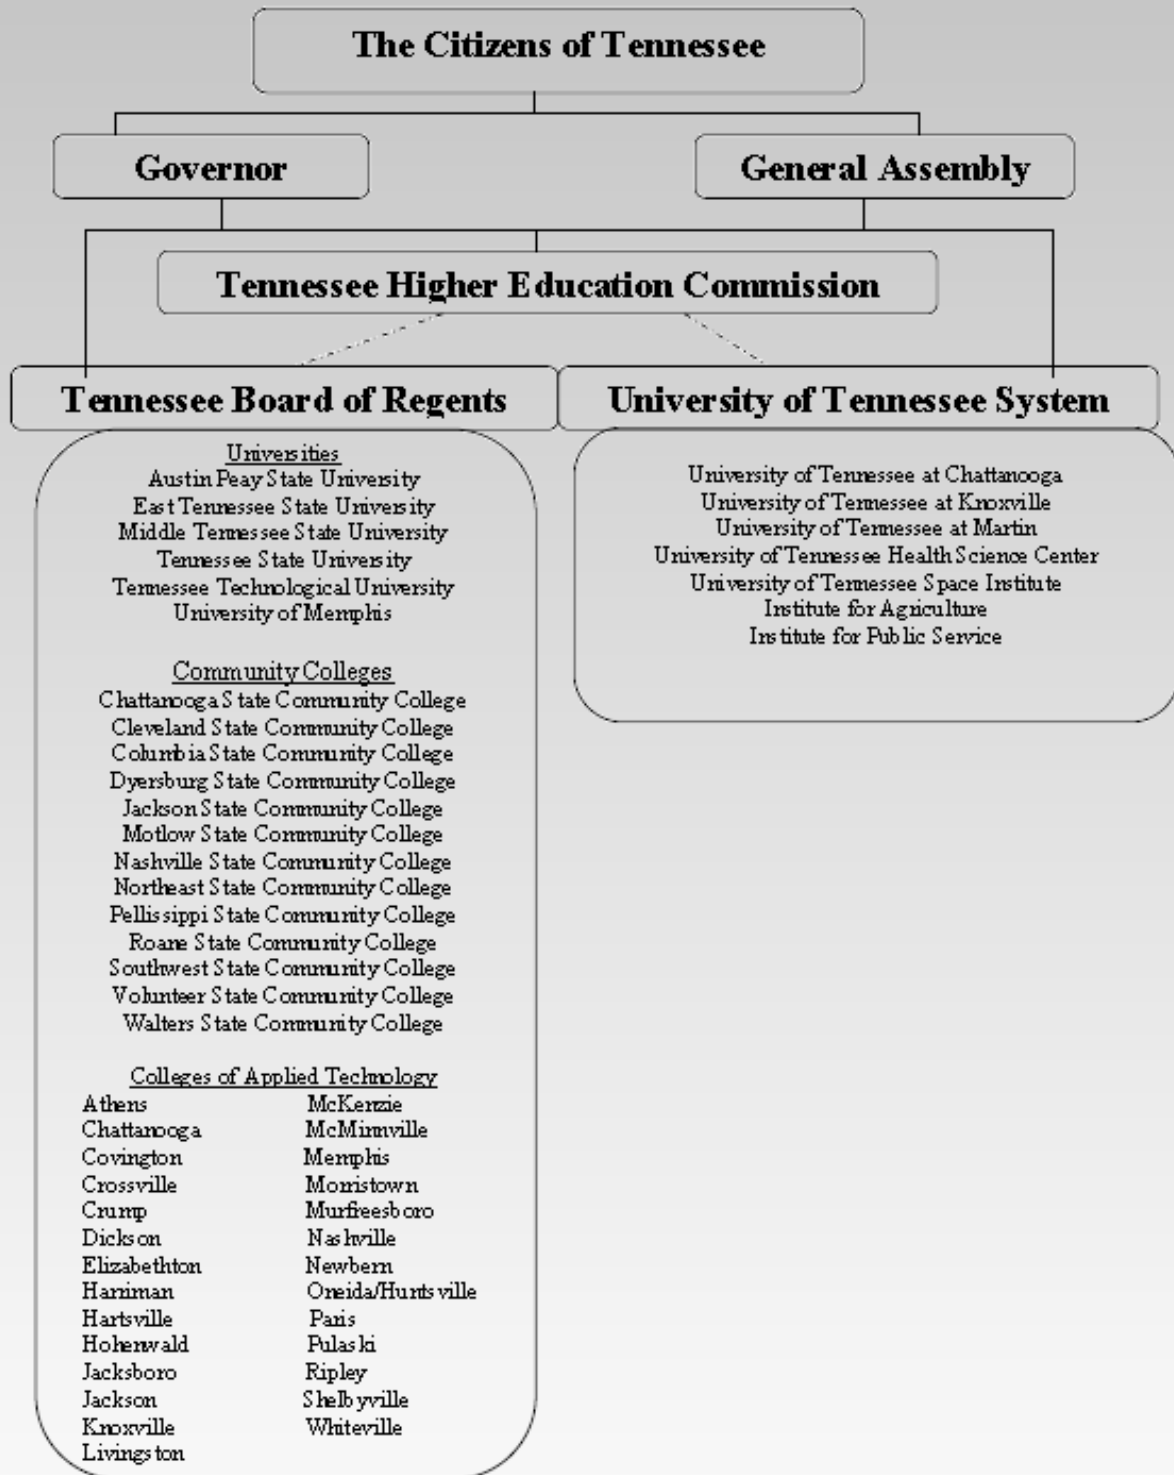 The Citizens of Tennessee
Governor
General Assembly
Tennessee Higher Education Commission
Tennessee Board of Regents
University of Tennessee System
Universities
Austin Peay State University
East Tennessee State University
Middle Tennessee State University
Tennessee State University
Tennessee Technological University
University of Memphis
Community Colleges
Chattanooga State Community College
Cleveland State Community College
Columbia State Community College
Dyersburg State Community College
Jackson State Community College
Motlow State Community College
Nashville State Community College
Northeast State Community College
Pellissippi State Community College
Roane State Community College
Southwest State Community College
Volunteer State Community College
Walters State Community College
Colleges of Applied Technology
Athens
Chattanooga
Covington
Crossville
Crump
Dickson
Elizabethton
Harriman
Hartsville
Hohenwald
Jacksboro
Jackson
Knoxville
Livingston
McKenzie
McMinnville
Memphis
Morristown
Murfreesboro
Nashville
Newbern
Oneida/Huntsville
Paris
Pulaski
Ripley
Shelbyville
Whiteville
University of Tennessee at Chattanooga
University of Tennessee at Knoxville
University of Tennessee at Martin
University of Tennessee Health Science Center
University of Tennessee Space Institute
Institute for Agriculture
Institute for Public Service